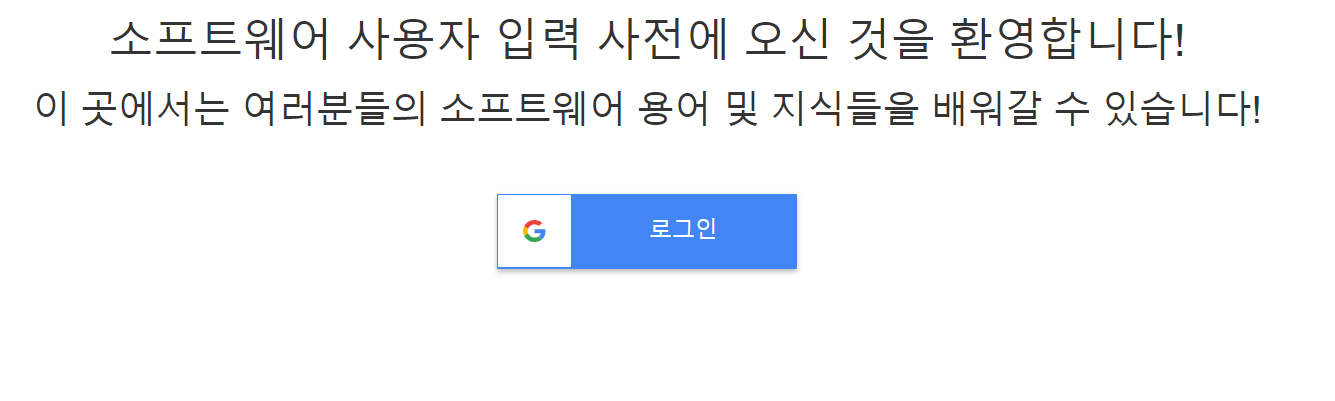 소프트웨어 사용자 입력 사전에 오신 것을 환영합니다!
이 곳에서는 여러분들의 소프트웨어 용어 및 지식들을 배워갈 수 있습니다!
로그인